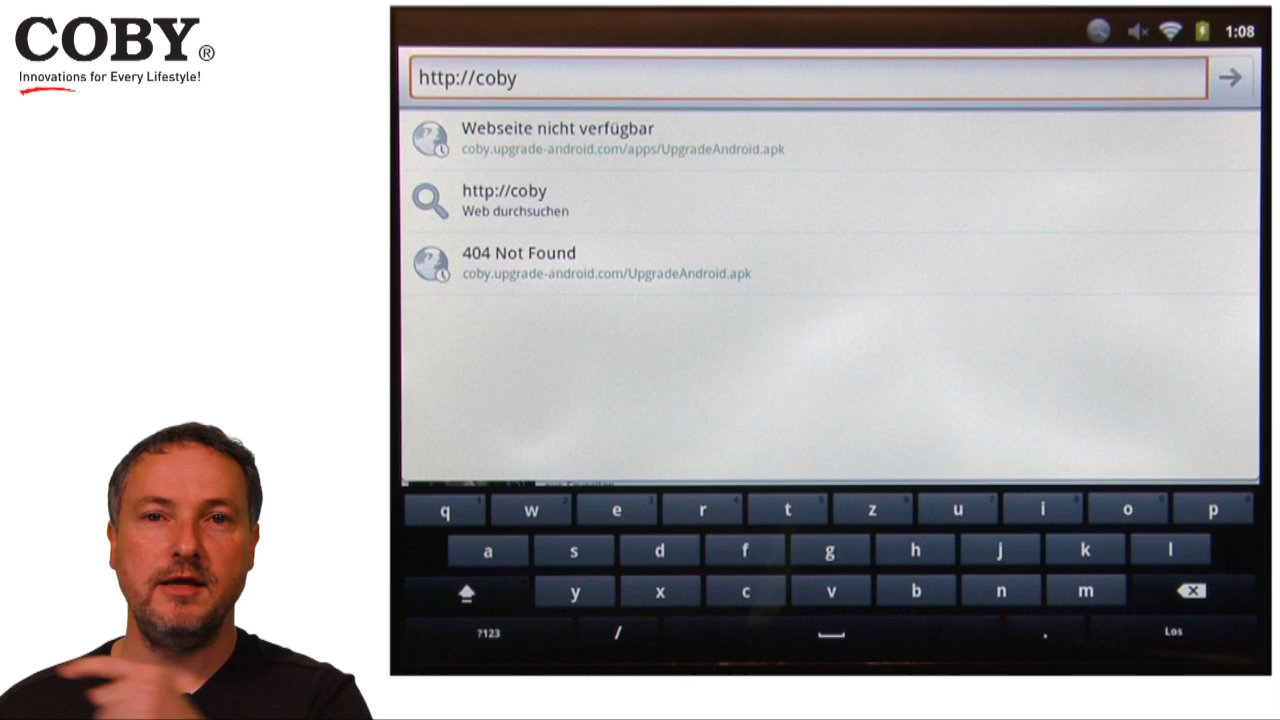 COBY®
Innovations for Every Lifestyle!
1:08
http://coby
Webseite nicht verfügbar
coby.upgrade-android.com/apps/UpgradeAndroid.apk
http://coby
Web durchsuchen
404 Not Found
coby.upgrade-android.com/UpgradeAndroid.apk
q w e r t z u i o p
a s d f g h j k l
y x c v b n m
?123 / . Los